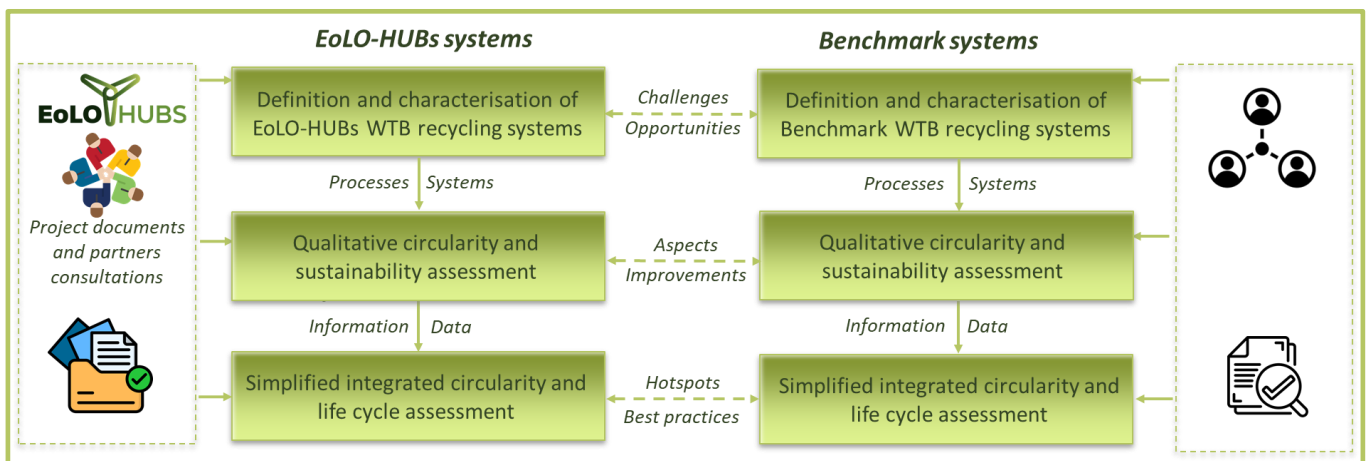 EoLO-HUBs systems
Benchmark systems
EoLO HUBS
Project documents
and partners
consultations
Definition and characterisation of
EoLO-HUBs WTB recycling systems
Challenges
Opportunities
Definition and characterisation of
Benchmark WTB recycling systems
Processes Systems
Processes Systems
Qualitative circularity and
sustainability assessment
Aspects
Improvements
Qualitative circularity and
sustainability assessment
Information Data
Information Data
Simplified integrated circularity and
life cycle assessment
Hotspots
Best practices
Simplified integrated circularity and
life cycle assessment